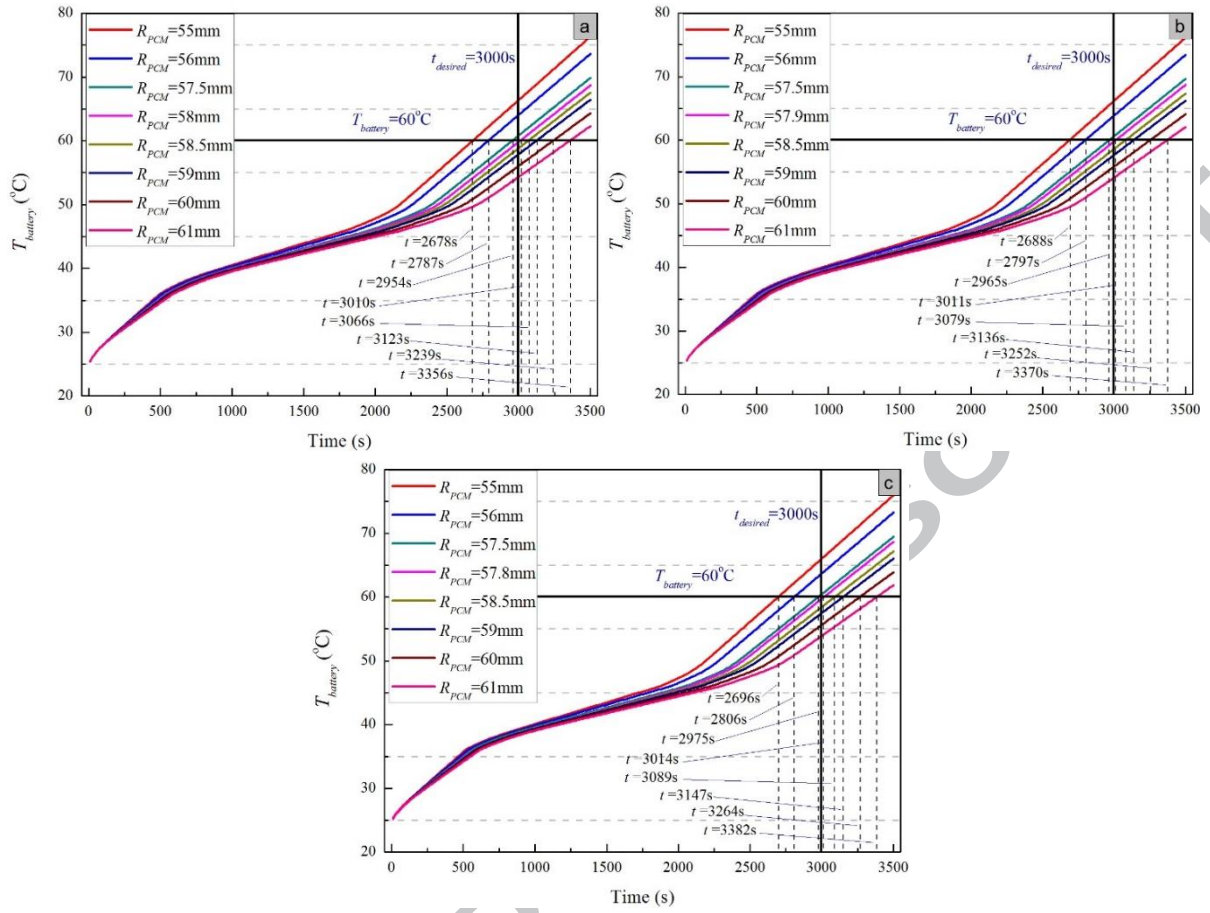 a
R_PCM=55mm
R_PCM=56mm
R_PCM=57.5mm
R_PCM=58mm
R_PCM=58.5mm
R_PCM=59mm
R_PCM=60mm
R_PCM=61mm
t_desired=3000s
T_battery=60°C
t=2678s
t=2787s
t=2954s
t=3010s
t=3066s
t=3123s
t=3239s
t=3356s
80
70
60
50
40
30
20
T_battery (°C)
0 500 1000 1500 2000 2500 3000 3500
Time (s)
b
R_PCM=55mm
R_PCM=56mm
R_PCM=57.5mm
R_PCM=57.9mm
R_PCM=58.5mm
R_PCM=59mm
R_PCM=60mm
R_PCM=61mm
t_desired=3000s
T_battery=60°C
t=2688s
t=2797s
t=2965s
t=3011s
t=3079s
t=3136s
t=3252s
t=3370s
80
70
60
50
40
30
20
T_battery (°C)
0 500 1000 1500 2000 2500 3000 3500
Time (s)
c
R_PCM=55mm
R_PCM=56mm
R_PCM=57.5mm
R_PCM=57.8mm
R_PCM=58.5mm
R_PCM=59mm
R_PCM=60mm
R_PCM=61mm
t_desired=3000s
T_battery=60°C
t=2696s
t=2806s
t=2975s
t=3014s
t=3089s
t=3147s
t=3264s
t=3382s
80
70
60
50
40
30
20
T_battery (°C)
0 500 1000 1500 2000 2500 3000 3500
Time (s)